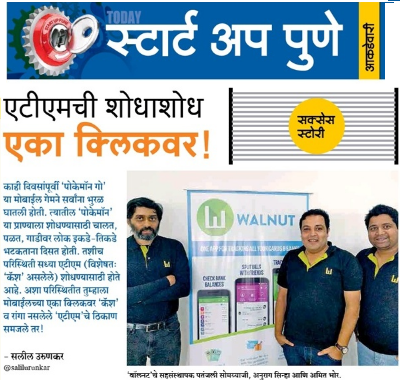 TODAY
स्टार्ट अप पुणे
आकडेवारी
एटीएमची शोधाशोध
एका क्लिकवर!
सक्सेस
स्टोरी
काही दिवसांपूर्वी 'पोकेमॉन गो'
या मोबाईल गेमने सर्वांना भुरळ
घातली होती. त्यातील 'पोकेमॉन'
या प्राण्याला शोधण्यासाठी चालत,
पळत, गाडीवर लोक इकडे-तिकडे
भटकताना दिसत होती. तशीच
परिस्थिती सध्या एटीएम (विशेषतः
'कॅश' असलेले) शोधण्यासाठी होते
आहे. अशा परिस्थितीत तुम्हाला
मोबाईलच्या एका क्लिकवर 'कॅश'
व रांगा नसलेले 'एटीएम'चे ठिकाण
समजले तर!
– सलील उरुणकर
@salilurunkar
WALNUT
CHECK BANK
BALANCES
SPLIT BILLS
WITH FRIENDS
'वॉलनट'चे सहसंस्थापक पतंजली सोमय्याजी, अनुराग सिन्हा आणि अमित भोर.